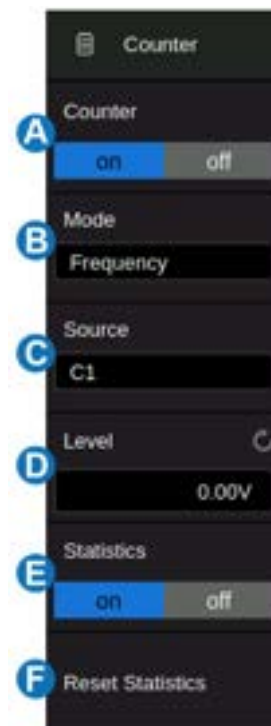 Counter
Counter
A
on off
Mode
B
Frequency
Source
C
C1
Level
D
0.00V
Statistics
E
on off
F Reset Statistics